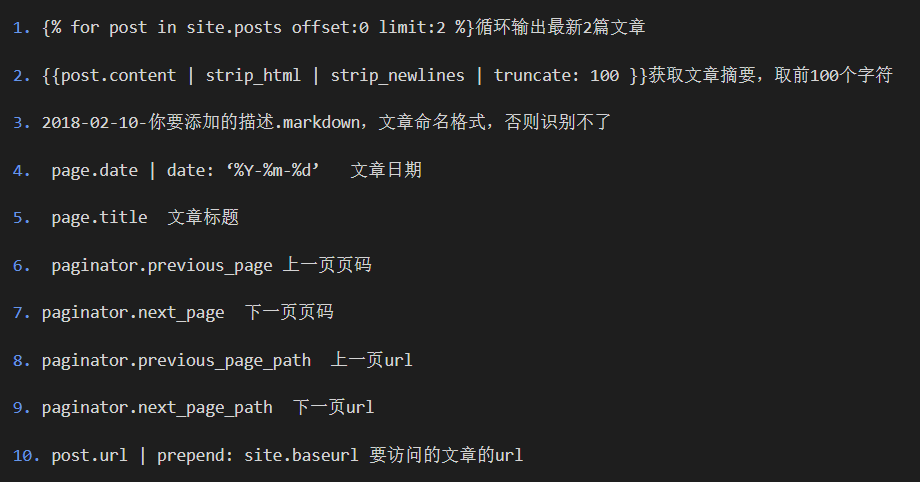 1. {% for post in site.posts offset:0 limit:2 %}循环输出最新2篇文章
2. {{post.content | strip_html | strip_newlines | truncate: 100 }}获取文章摘要，取前100个字符
3. 2018-02-10-你要添加的描述.markdown，文章命名格式，否则识别不了
4. page.date | date: ‘%Y-%m-%d’ 文章日期
5. page.title 文章标题
6. paginator.previous_page 上一页页码
7. paginator.next_page 下一页页码
8. paginator.previous_page_path 上一页url
9. paginator.next_page_path 下一页url
10. post.url | prepend: site.baseurl 要访问的文章的url